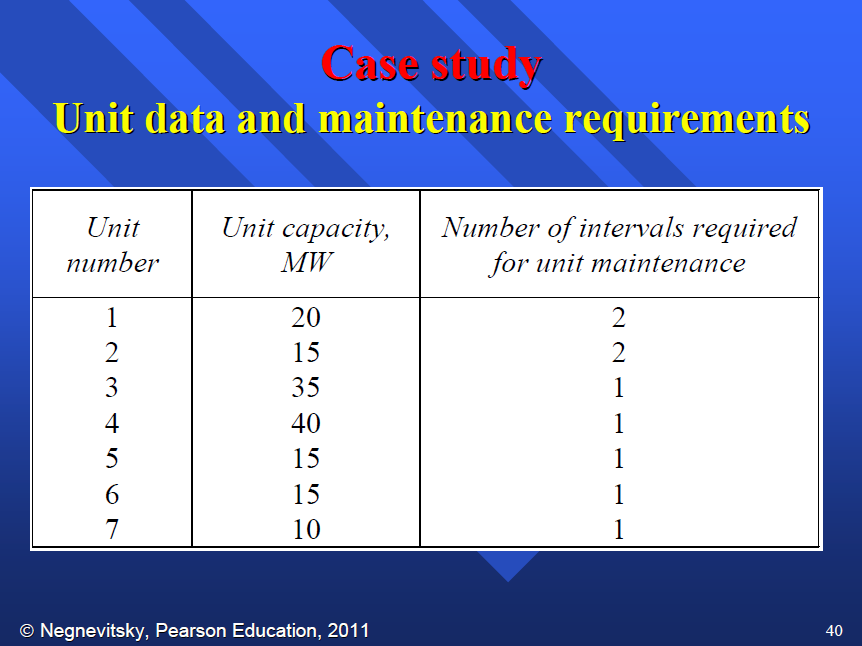 Case study
Unit data and maintenance requirements
Unit number Unit capacity, MW Number of intervals required for unit maintenance
1 20 2
2 15 2
3 35 1
4 40 1
5 15 1
6 15 1
7 10 1
© Negnevitsky, Pearson Education, 2011 40